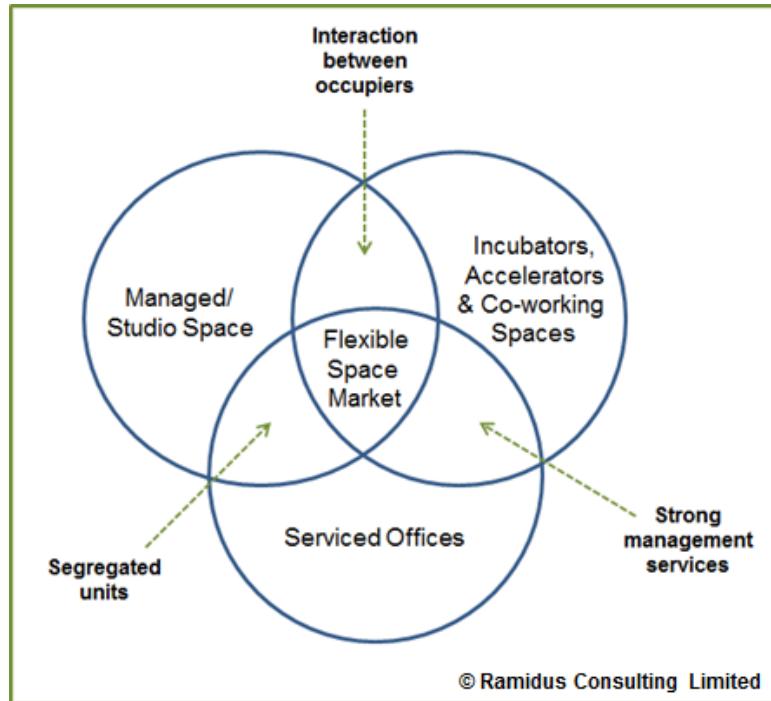 Interaction
between
occupiers
Incubators,
Accelerators
& Co-working
Spaces
Managed/
Studio Space
Flexible
Space
Market
Serviced Offices
Segregated
units
Strong
management
services
© Ramidus Consulting Limited